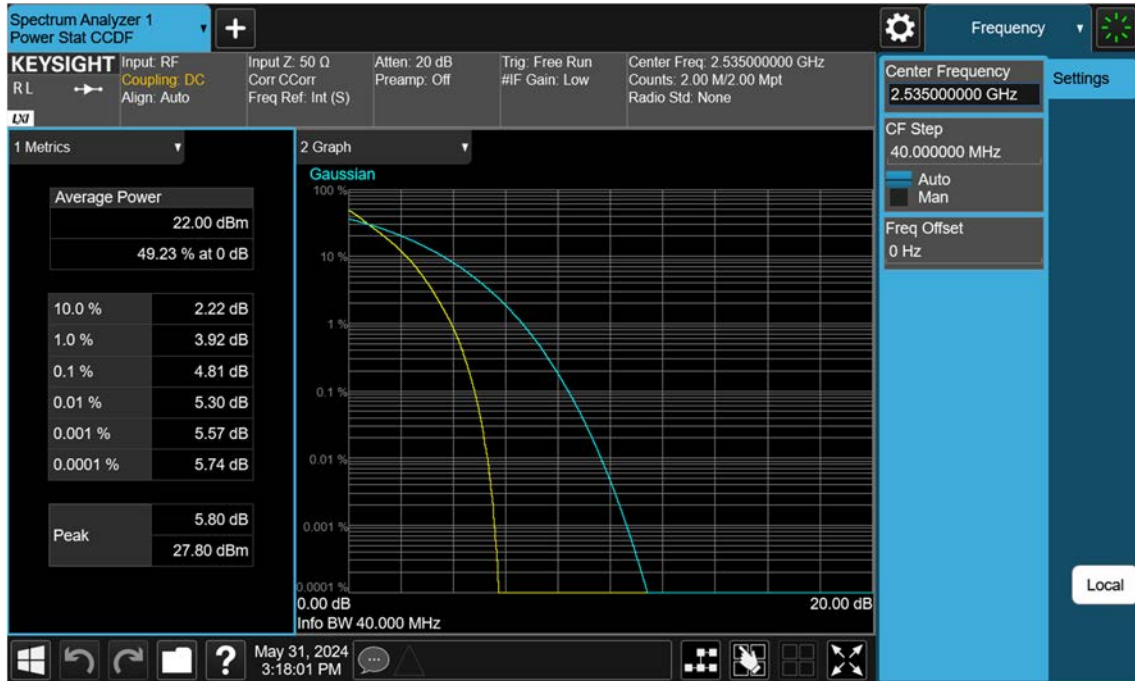 Spectrum Analyzer 1
Power Stat CCDF
+
Frequency
KEYSIGHT
R L
LXI
Input: RF
Coupling: DC
Align: Auto
Input Z: 50 Ω
Corr CCorr
Freq Ref: Int (S)
Atten: 20 dB
Preamp: Off
Trig: Free Run
#IF Gain: Low
Center Freq: 2.535000000 GHz
Counts: 2.00 M/2.00 Mpt
Radio Std: None
Center Frequency
2.535000000 GHz
Settings
CF Step
40.000000 MHz
Auto
Man
Freq Offset
0 Hz
Local
1 Metrics
Average Power
22.00 dBm
49.23 % at 0 dB
10.0 % 2.22 dB
1.0 % 3.92 dB
0.1 % 4.81 dB
0.01 % 5.30 dB
0.001 % 5.57 dB
0.0001 % 5.74 dB
Peak 5.80 dB
27.80 dBm
2 Graph
Gaussian
100 %
10 %
1 %
0.1 %
0.01 %
0.001 %
0.0001 %
0.00 dB 20.00 dB
Info BW 40.000 MHz
?
May 31, 2024
3:18:01 PM